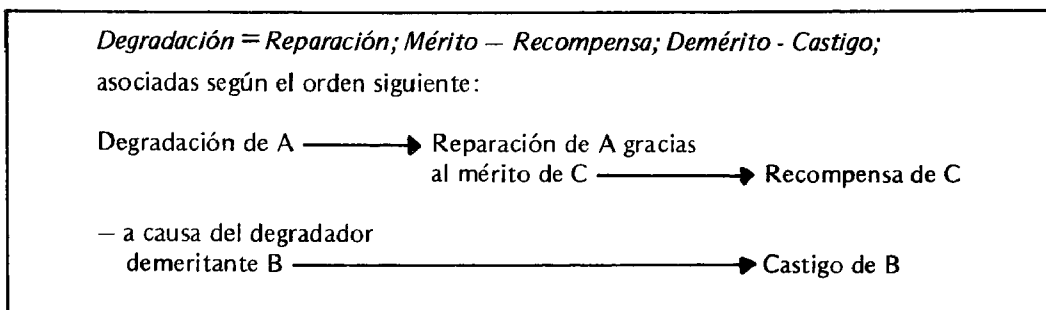 Degradación = Reparación; Mérito — Recompensa; Demérito - Castigo;
asociadas según el orden siguiente:
Degradación de A → Reparación de A gracias
al mérito de C → Recompensa de C
— a causa del degradador
demeritante B → Castigo de B